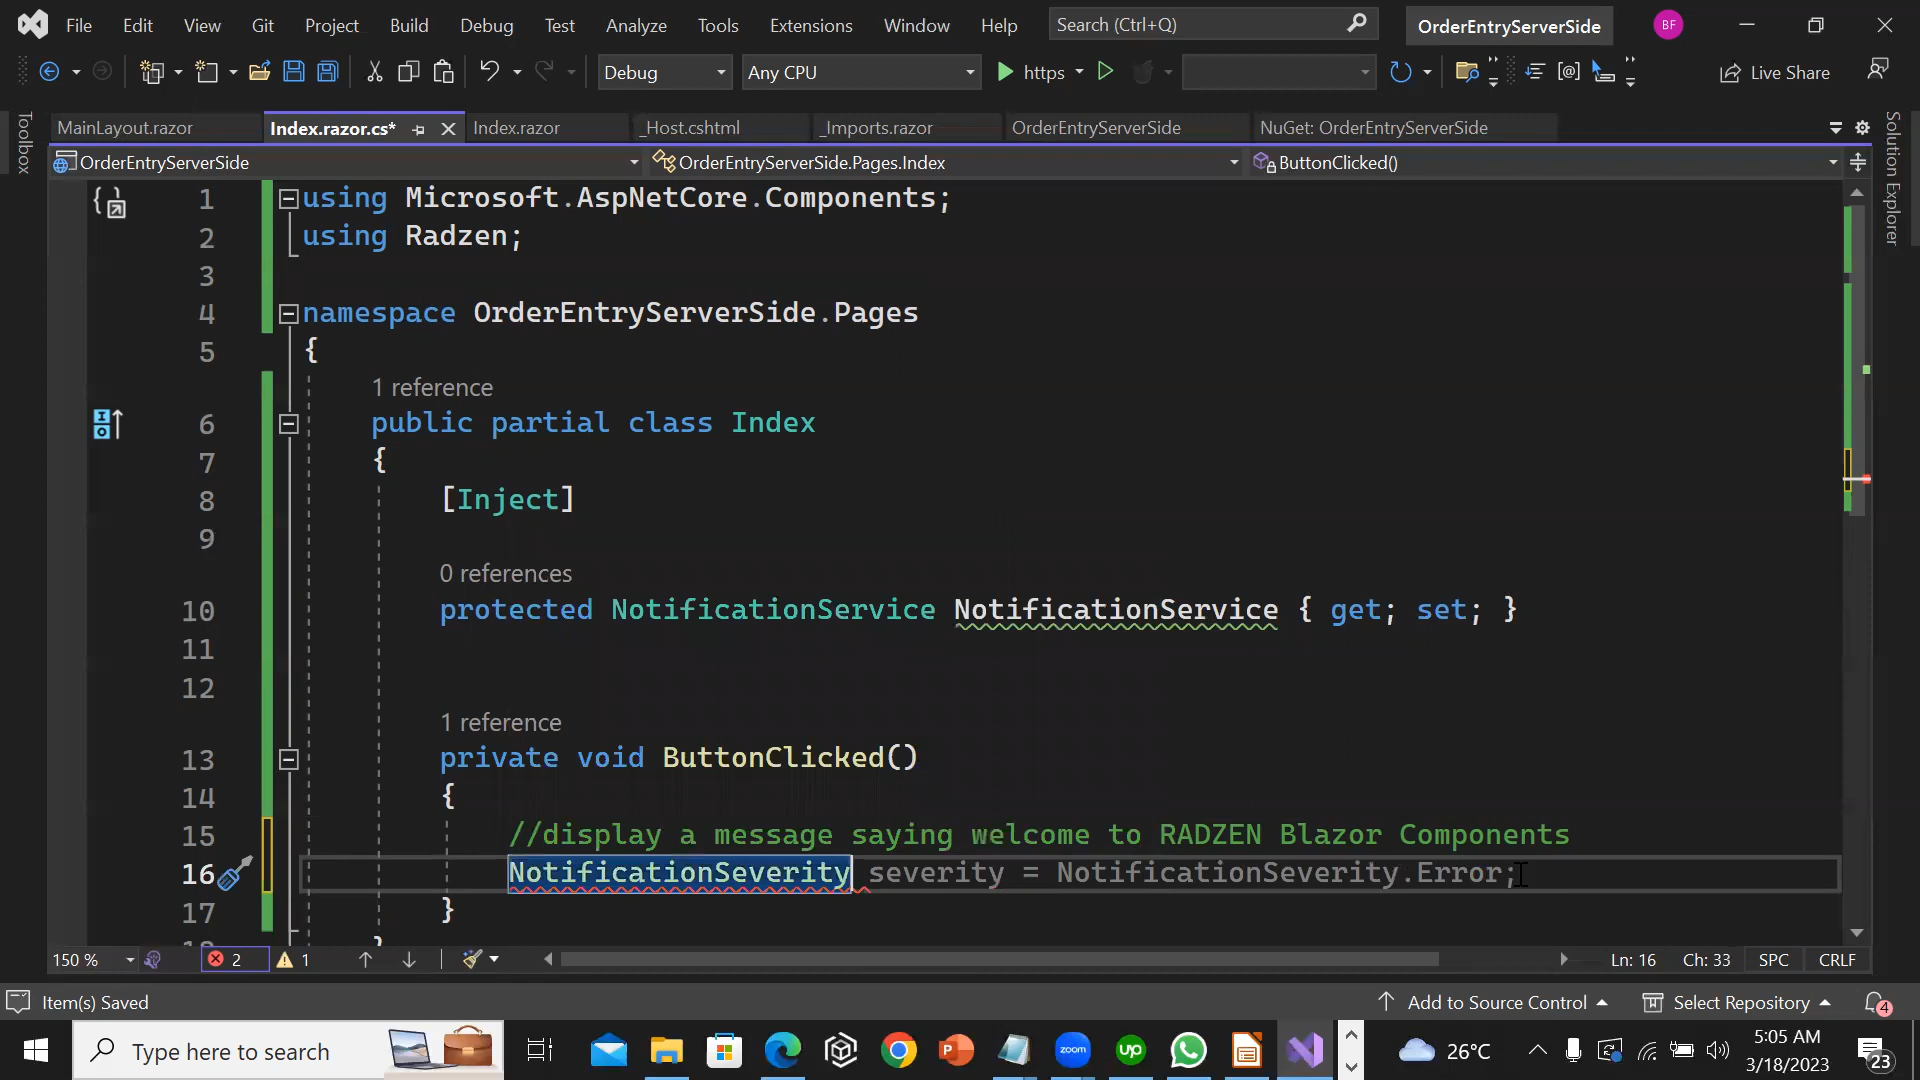 File Edit View Git Project Build Debug Test Analyze Tools Extensions Window Help Search (Ctrl+Q) OrderEntryServerSide BF
Debug Any CPU https Live Share
MainLayout.razor Index.razor.cs* Index.razor _Host.cshtml _Imports.razor OrderEntryServerSide NuGet: OrderEntryServerSide
Toolbox
Solution Explorer
OrderEntryServerSide OrderEntryServerSide.Pages.Index ButtonClicked()
1 using Microsoft.AspNetCore.Components;
2 using Radzen;
3
4 namespace OrderEntryServerSide.Pages
5 {
1 reference
6 public partial class Index
7 {
8 [Inject]
9
0 references
10 protected NotificationService NotificationService { get; set; }
11
12
1 reference
13 private void ButtonClicked()
14 {
15 //display a message saying welcome to RADZEN Blazor Components
16 NotificationSeverity severity = NotificationSeverity.Error;
17 }
150 % 2 1 Ln: 16 Ch: 33 SPC CRLF
Item(s) Saved Add to Source Control Select Repository 4
Type here to search zoom up 26°C 5:05 AM
3/18/2023 23